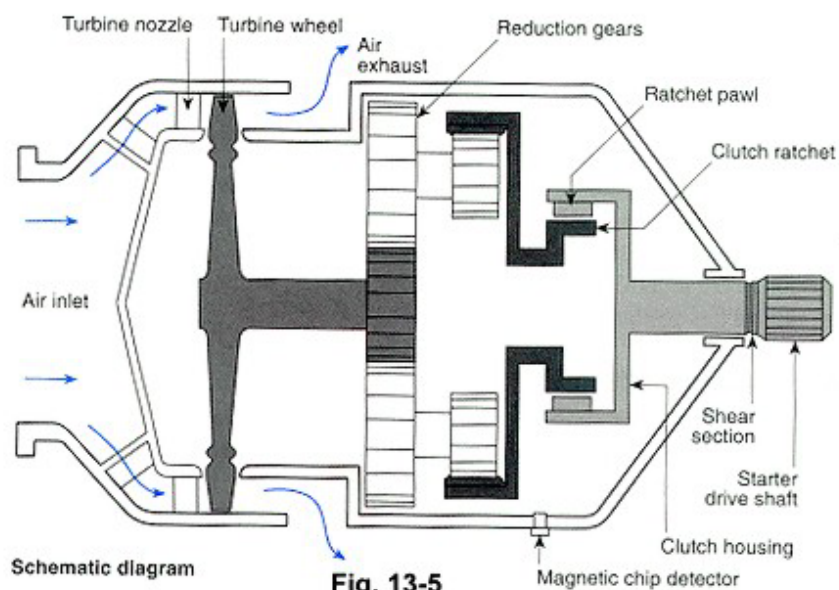 Turbine nozzle
Turbine wheel
Air
exhaust
Reduction gears
Ratchet pawl
Clutch ratchet
Air inlet
Shear
section
Starter
drive shaft
Clutch housing
Magnetic chip detector
Schematic diagram
Fig. 13-5